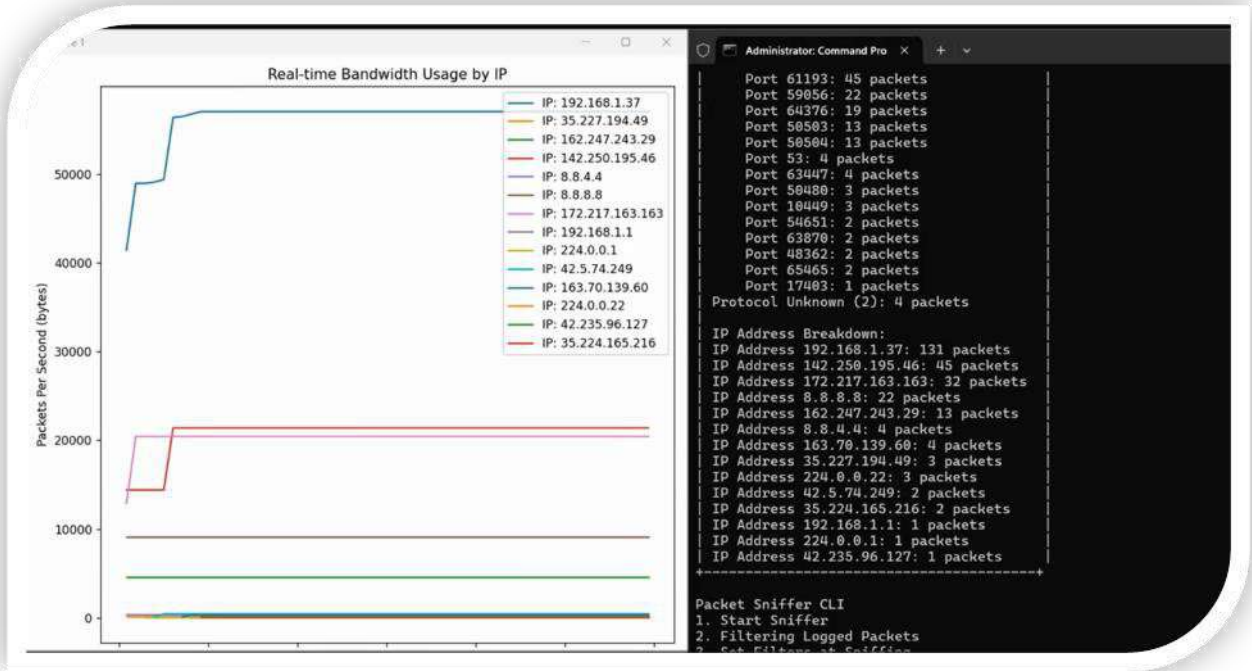 Real-time Bandwidth Usage by IP
Packets Per Second (bytes)
50000
40000
30000
20000
10000
0
IP: 192.168.1.37
IP: 35.227.194.49
IP: 162.247.243.29
IP: 142.250.195.46
IP: 8.8.4.4
IP: 8.8.8.8
IP: 172.217.163.163
IP: 192.168.1.1
IP: 224.0.0.1
IP: 42.5.74.249
IP: 163.70.139.60
IP: 224.0.0.22
IP: 42.235.96.127
IP: 35.224.165.216
Administrator: Command Pro
| Port 61193: 45 packets |
| Port 59056: 22 packets |
| Port 64376: 19 packets |
| Port 50503: 13 packets |
| Port 50504: 13 packets |
| Port 53: 4 packets |
| Port 63447: 4 packets |
| Port 50480: 3 packets |
| Port 10449: 3 packets |
| Port 54651: 2 packets |
| Port 63870: 2 packets |
| Port 48362: 2 packets |
| Port 65465: 2 packets |
| Port 17403: 1 packets |
| Protocol Unknown (2): 4 packets |
| IP Address Breakdown: |
| IP Address 192.168.1.37: 131 packets |
| IP Address 142.250.195.46: 45 packets |
| IP Address 172.217.163.163: 32 packets |
| IP Address 8.8.8.8: 22 packets |
| IP Address 162.247.243.29: 13 packets |
| IP Address 8.8.4.4: 4 packets |
| IP Address 163.70.139.60: 4 packets |
| IP Address 35.227.194.49: 3 packets |
| IP Address 224.0.0.22: 3 packets |
| IP Address 42.5.74.249: 2 packets |
| IP Address 35.224.165.216: 2 packets |
| IP Address 192.168.1.1: 1 packets |
| IP Address 224.0.0.1: 1 packets |
| IP Address 42.235.96.127: 1 packets |
Packet Sniffer CLI
1. Start Sniffer
2. Filtering Logged Packets
3. Set Filters at Sniffing